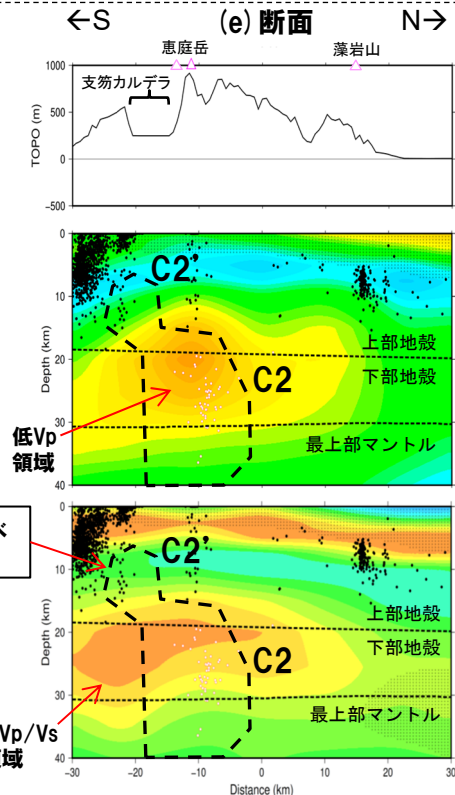 ←S (e) 断面 N→
恵庭岳 藻岩山
支笏カルデラ
TOPO (m)
1000
500
0
−500
Depth (km)
0
10
20
30
40
C2'
C2
上部地殻
下部地殻
最上部マントル
低Vp
領域
Depth (km)
0
10
20
30
40
べ
C2'
C2
上部地殻
下部地殻
最上部マントル
Vp/Vs
域
−30 −20 −10 0 10 20 30
Distance (km)